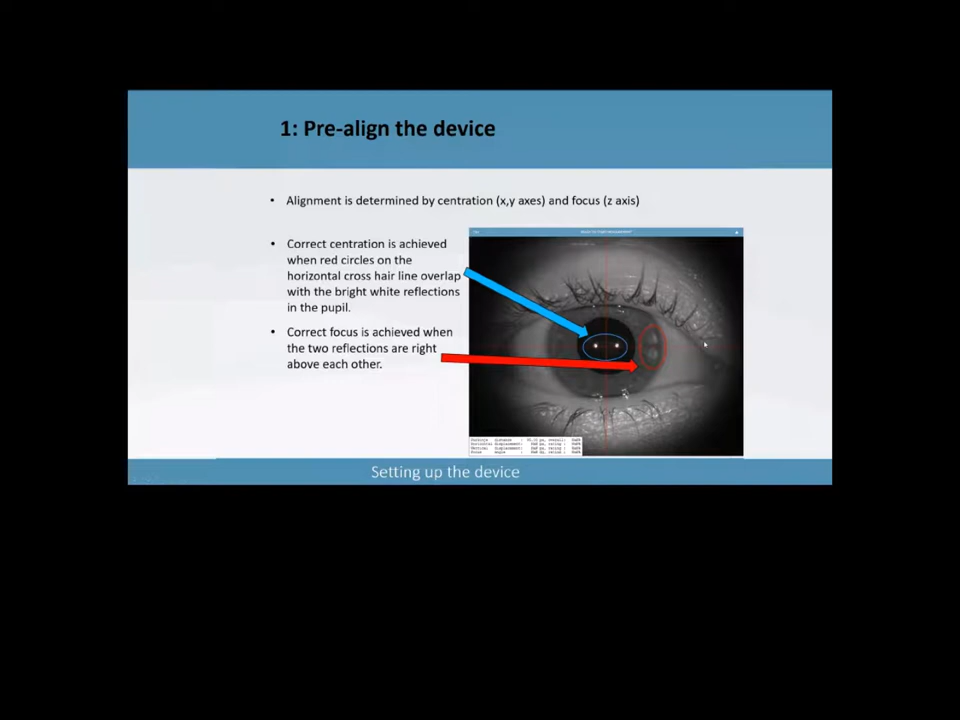 1: Pre-align the device
• Alignment is determined by centration (x,y axes) and focus (z axis)
• Correct centration is achieved
when red circles on the
horizontal cross hair line overlap
with the bright white reflections
in the pupil.
• Correct focus is achieved when
the two reflections are right
above each other.
Setting up the device